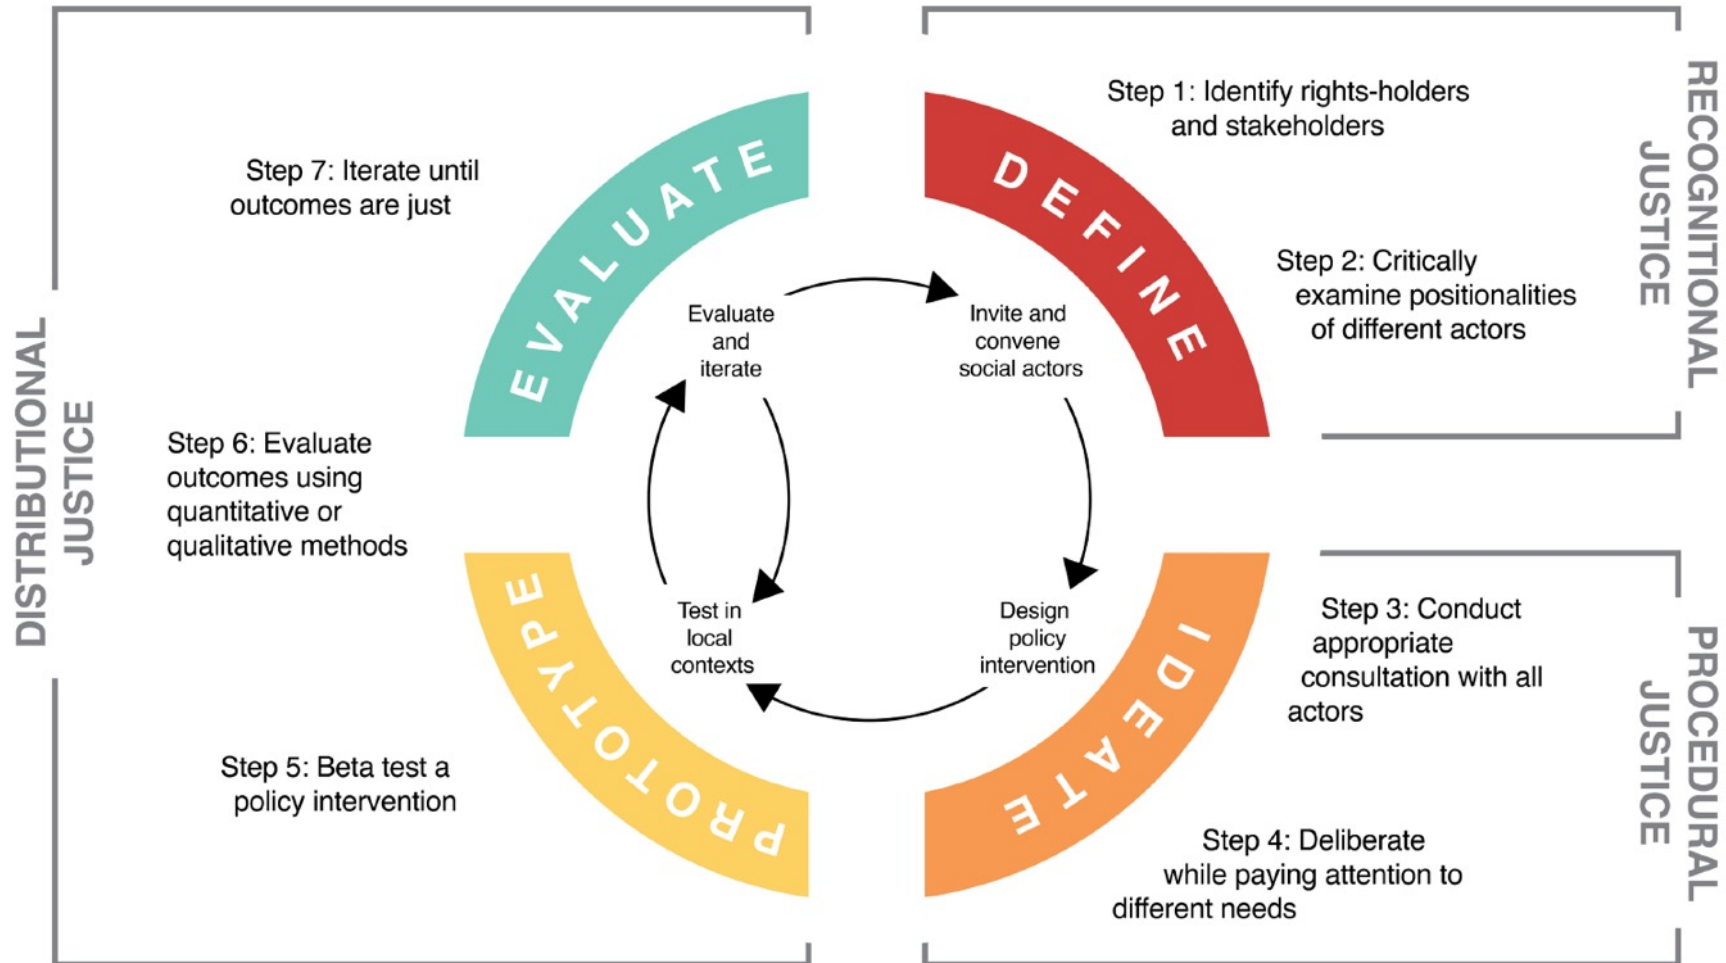 RECOGNITIONAL
JUSTICE
DEFINE
Step 1: Identify rights-holders
and stakeholders
Step 2: Critically
examine positionalities
of different actors
Invite and
convene
social actors
PROCEDURAL
JUSTICE
IDEATE
Step 3: Conduct
appropriate
consultation with all
actors
Step 4: Deliberate
while paying attention to
different needs
Design
policy
intervention
DISTRIBUTIONAL
JUSTICE
PROTOTYPE
Step 5: Beta test a
policy intervention
Test in
local
contexts
Step 6: Evaluate
outcomes using
quantitative or
qualitative methods
EVALUATE
Step 7: Iterate until
outcomes are just
Evaluate
and
iterate